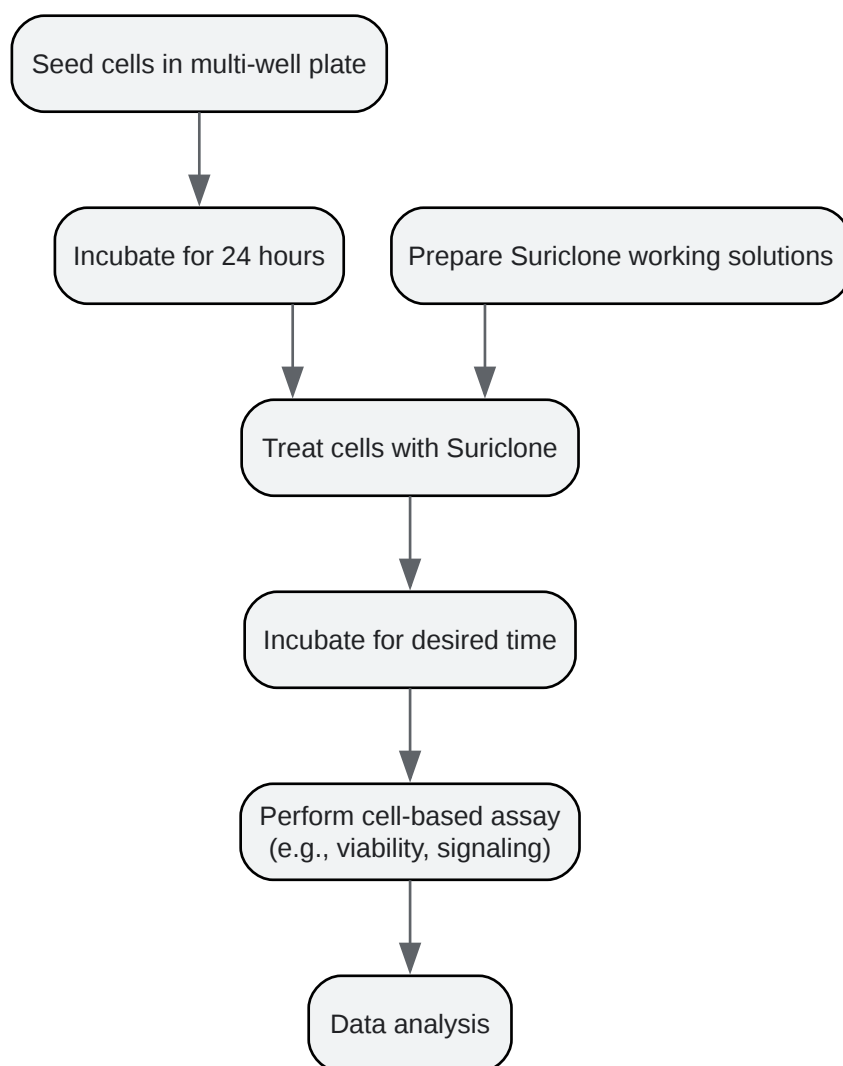 Seed cells in multi-well plate
Incubate for 24 hours
Prepare Suriclone working solutions
Treat cells with Suriclone
Incubate for desired time
Perform cell-based assay
(e.g., viability, signaling)
Data analysis